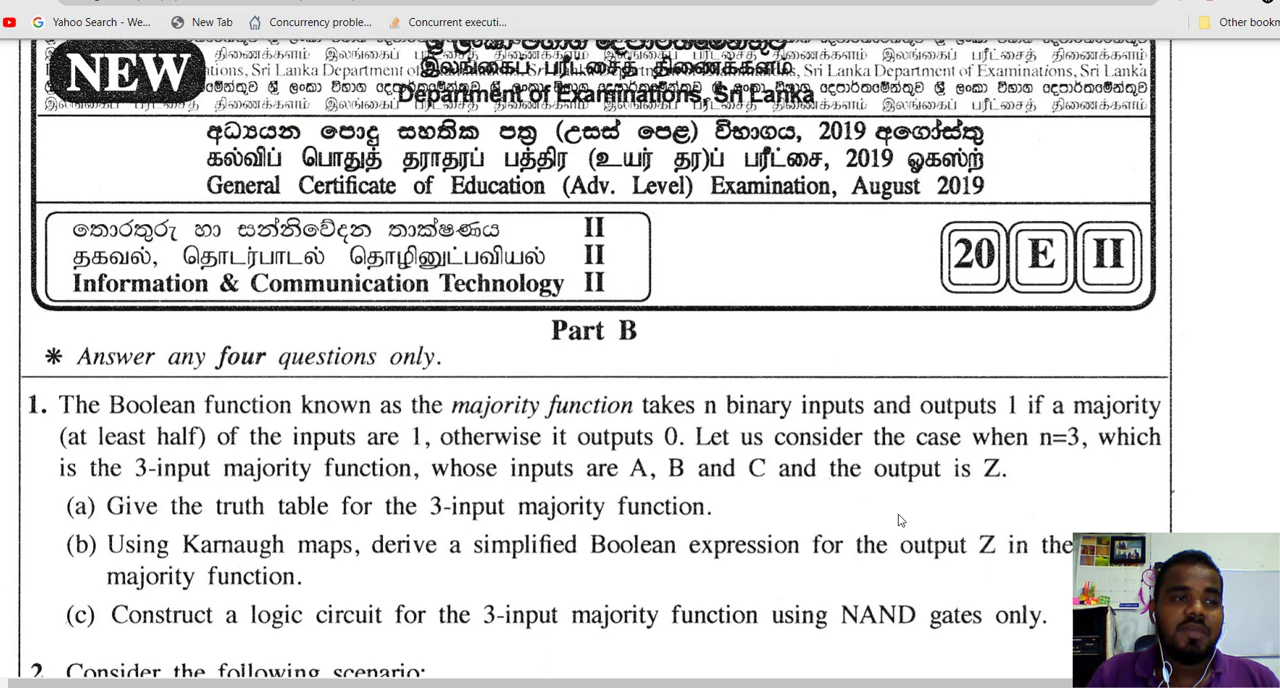 Yahoo Search - We...
New Tab
Concurrency proble...
Concurrent executi...
Other bookm
NEW
ශ්‍රී ලංකා විභාග දෙපාර්තමේන්තුව
இலங்கைப் பரீட்சைத் திணைக்களம்
Department of Examinations, Sri Lanka
අධ්‍යයන පොදු සහතික පත්‍ර (උසස් පෙළ) විභාගය, 2019 අගෝස්තු
கல்விப் பொதுத் தராதரப் பத்திர (உயர் தர)ப் பரீட்சை, 2019 ஓகஸ்ற்
General Certificate of Education (Adv. Level) Examination, August 2019
තොරතුරු හා සන්නිවේදන තාක්ෂණය II
தகவல், தொடர்பாடல் தொழினுட்பவியல் II
Information & Communication Technology II
20 E II
Part B
* Answer any four questions only.
1. The Boolean function known as the majority function takes n binary inputs and outputs 1 if a majority
(at least half) of the inputs are 1, otherwise it outputs 0. Let us consider the case when n=3, which
is the 3-input majority function, whose inputs are A, B and C and the output is Z.
(a) Give the truth table for the 3-input majority function.
(b) Using Karnaugh maps, derive a simplified Boolean expression for the output Z in the
majority function.
(c) Construct a logic circuit for the 3-input majority function using NAND gates only.
2. Consider the following scenario: